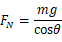 F_N = mg / cosθ